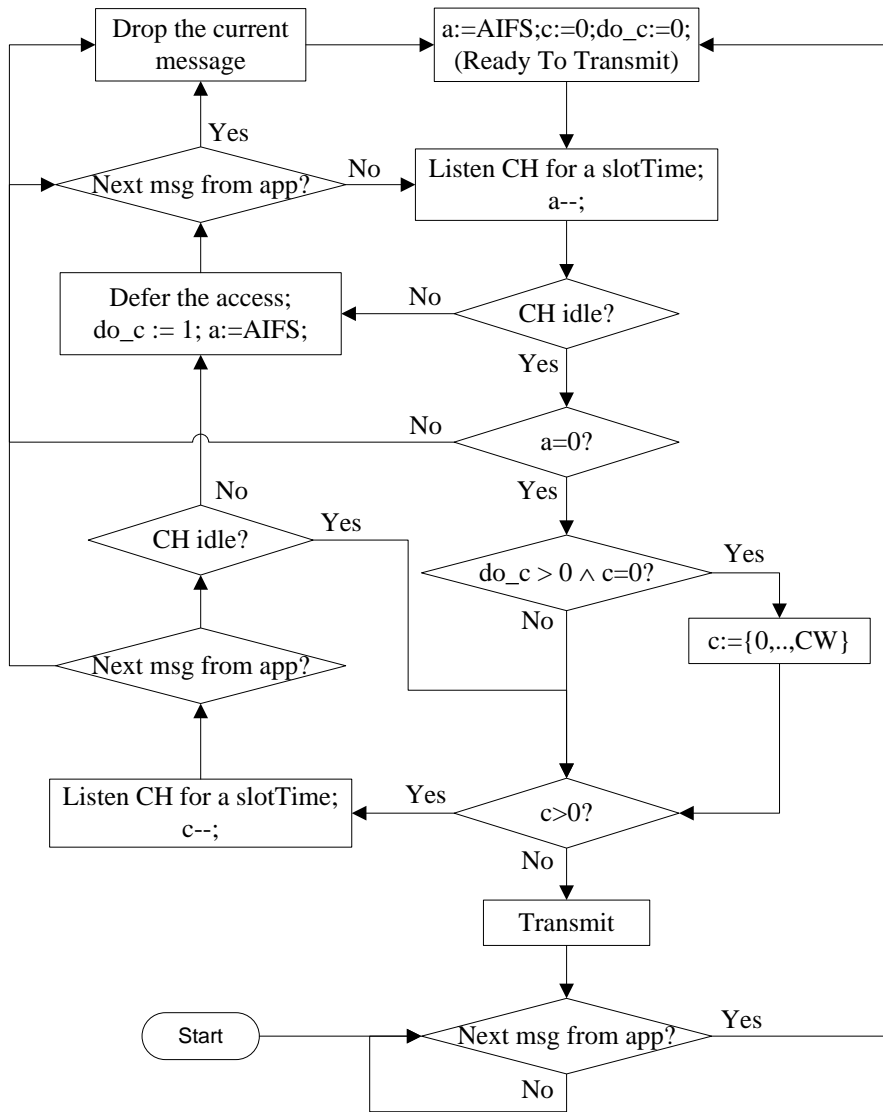 Drop the current
message
a:=AIFS;c:=0;do_c:=0;
(Ready To Transmit)
Yes
Next msg from app?
No
Listen CH for a slotTime;
a--;
Defer the access;
do_c := 1; a:=AIFS;
No
CH idle?
Yes
No
a=0?
Yes
No
CH idle?
Yes
do_c > 0 ∧ c=0?
Yes
No
c:={0,..,CW}
Next msg from app?
Listen CH for a slotTime;
c--;
Yes
c>0?
No
Transmit
Start
Next msg from app?
Yes
No